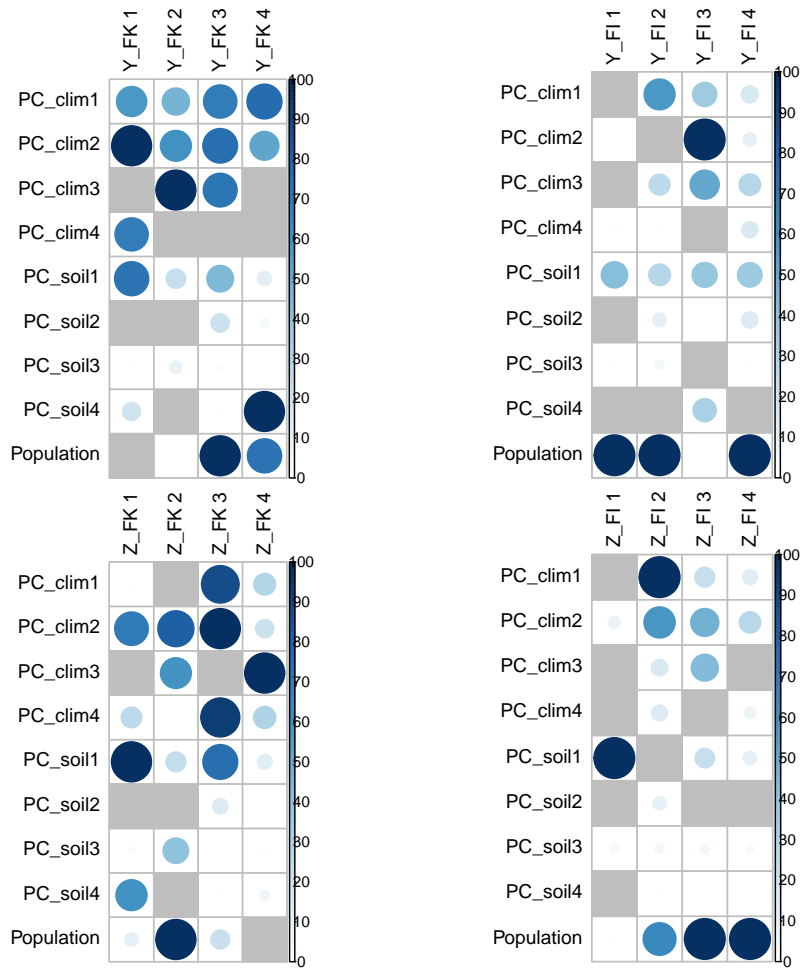 Y_FK 1 Y_FK 2 Y_FK 3 Y_FK 4
PC_clim1
PC_clim2
PC_clim3
PC_clim4
PC_soil1
PC_soil2
PC_soil3
PC_soil4
Population
100
90
80
70
60
50
40
30
20
10
0
Y_FI 1 Y_FI 2 Y_FI 3 Y_FI 4
PC_clim1
PC_clim2
PC_clim3
PC_clim4
PC_soil1
PC_soil2
PC_soil3
PC_soil4
Population
100
90
80
70
60
50
40
30
20
10
0
Z_FK 1 Z_FK 2 Z_FK 3 Z_FK 4
PC_clim1
PC_clim2
PC_clim3
PC_clim4
PC_soil1
PC_soil2
PC_soil3
PC_soil4
Population
100
90
80
70
60
50
40
30
20
10
0
Z_FI 1 Z_FI 2 Z_FI 3 Z_FI 4
PC_clim1
PC_clim2
PC_clim3
PC_clim4
PC_soil1
PC_soil2
PC_soil3
PC_soil4
Population
100
90
80
70
60
50
40
30
20
10
0